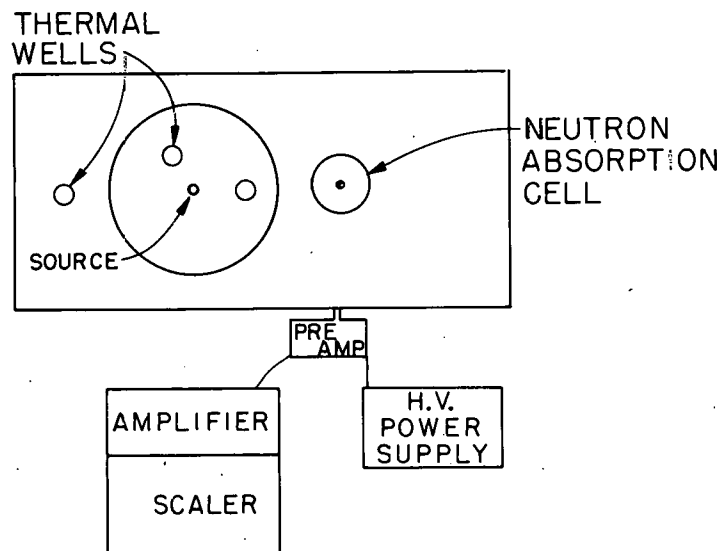 THERMAL
WELLS
NEUTRON
ABSORPTION
CELL
SOURCE
PRE
AMP
AMPLIFIER
H.V.
POWER
SUPPLY
SCALER